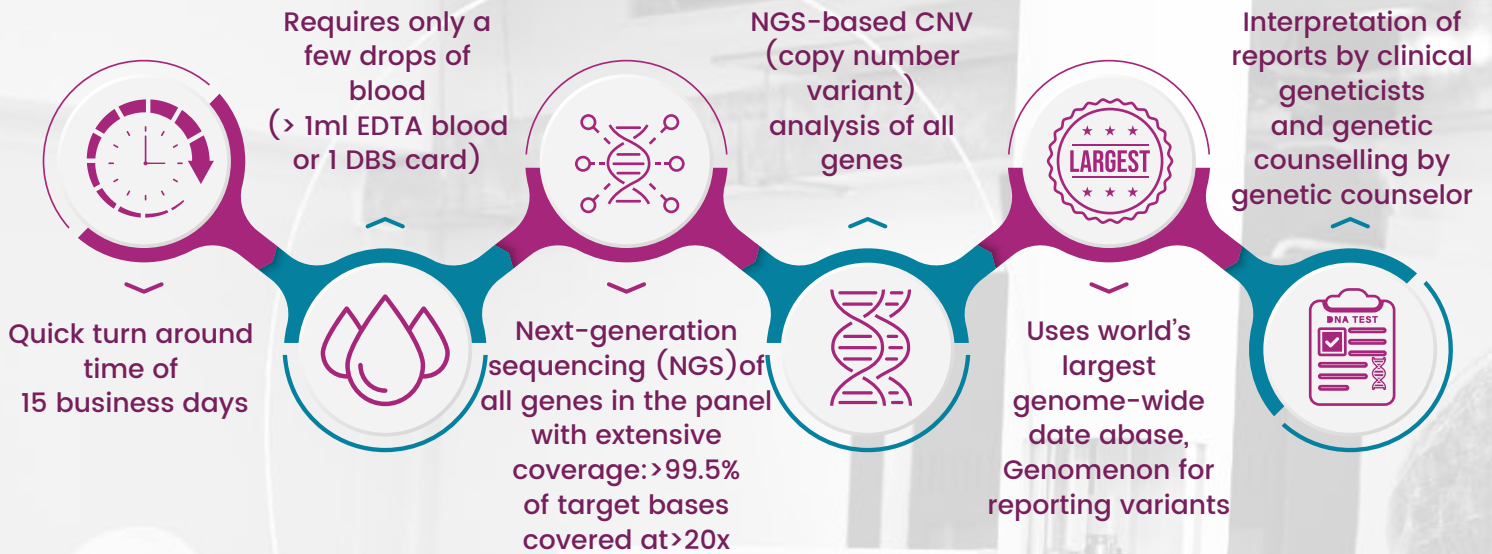 Quick turn around
time of
15 business days
Requires only a
few drops of
blood
(> 1ml EDTA blood
or 1 DBS card)
Next-generation
sequencing (NGS)of
all genes in the panel
with extensive
coverage:>99.5%
of target bases
covered at>20x
NGS-based CNV
(copy number
variant)
analysis of all
genes
LARGEST
Uses world's
largest
genome-wide
date abase,
Genomenon for
reporting variants
Interpretation of
reports by clinical
geneticists
and genetic
counselling by
genetic counselor
DNA TEST